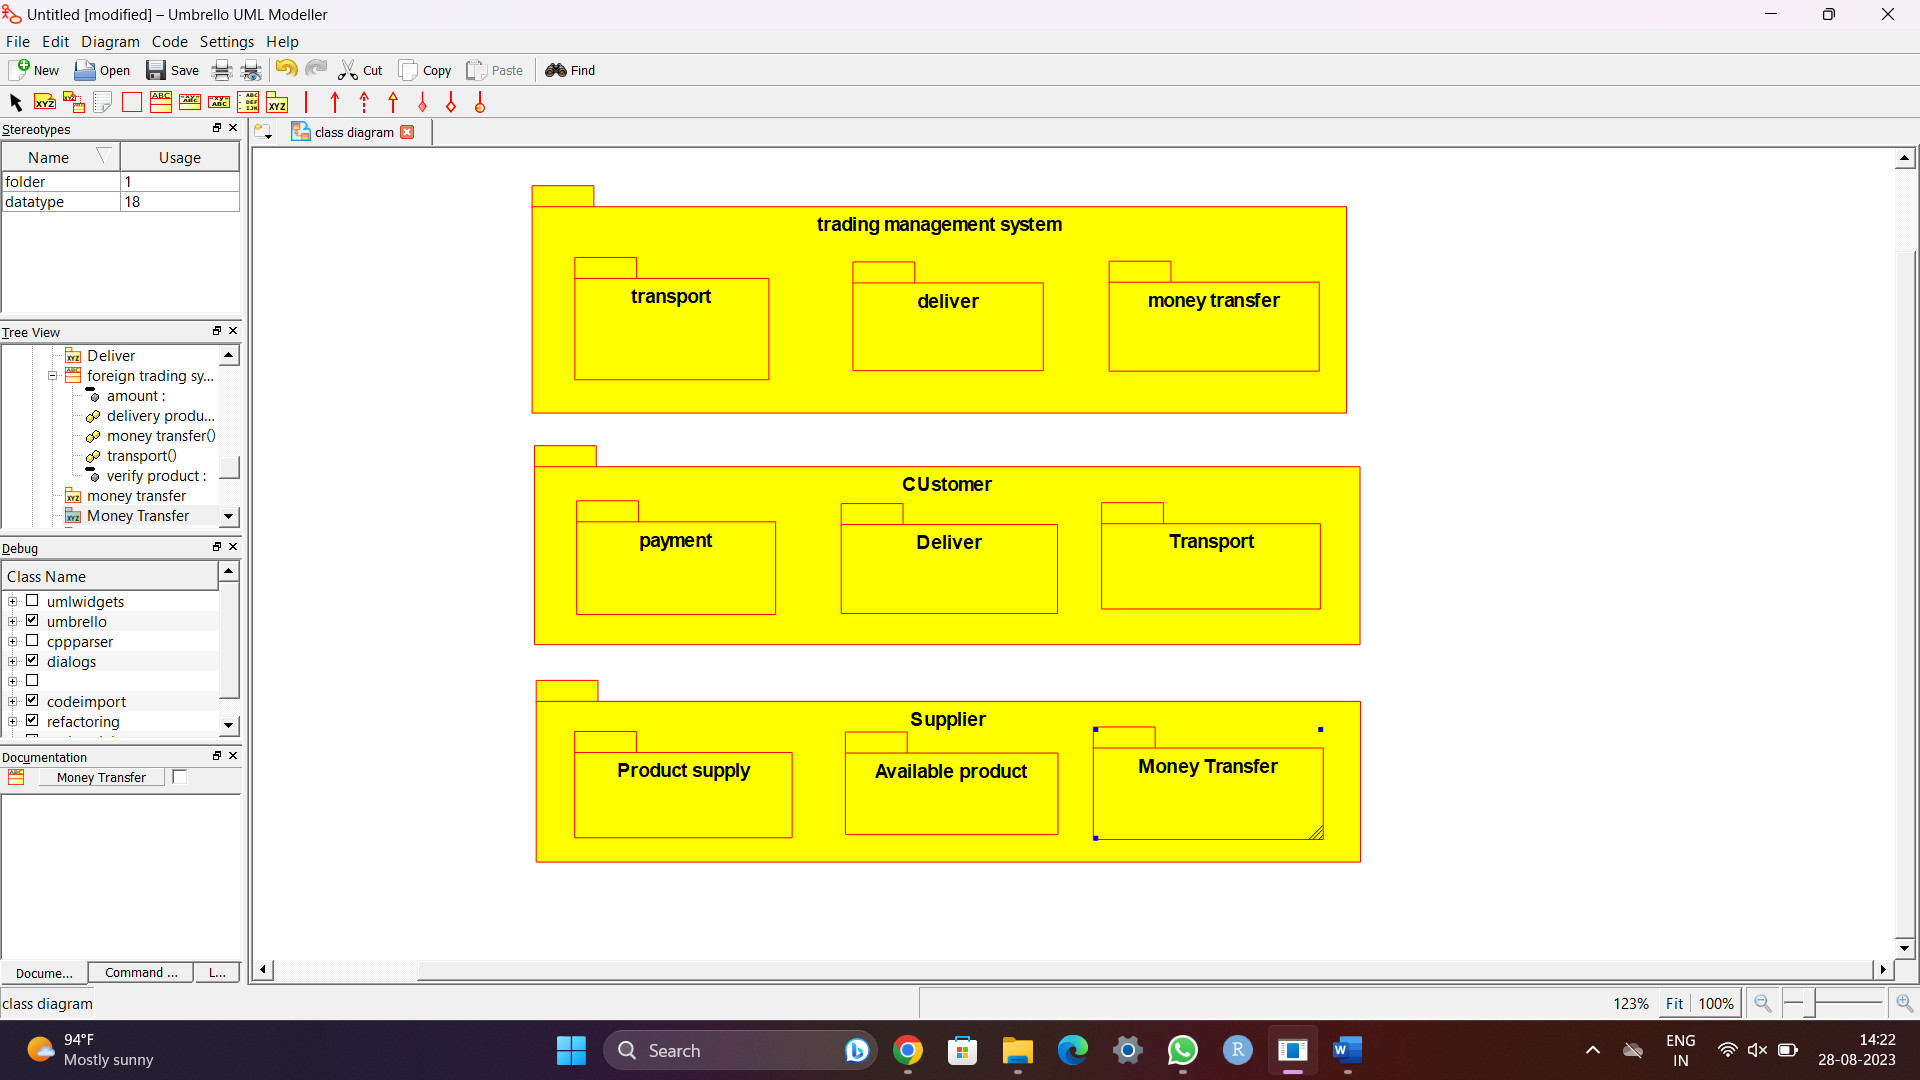 Untitled [modified] – Umbrello UML Modeller
File Edit Diagram Code Settings Help
New Open Save Cut Copy Paste Find
Stereotypes
class diagram
Name Usage
folder 1
datatype 18
Tree View
Deliver
foreign trading sy...
amount :
delivery produ...
money transfer()
transport()
verify product :
money transfer
Money Transfer
Debug
Class Name
umlwidgets
umbrello
cppparser
dialogs
codeimport
refactoring
Documentation
Money Transfer
Docume... Command ... L...
trading management system
transport deliver money transfer
CUstomer
payment Deliver Transport
Supplier
Product supply Available product Money Transfer
class diagram
123% Fit 100%
94°F
Mostly sunny
Search
ENG
IN
14:22
28-08-2023